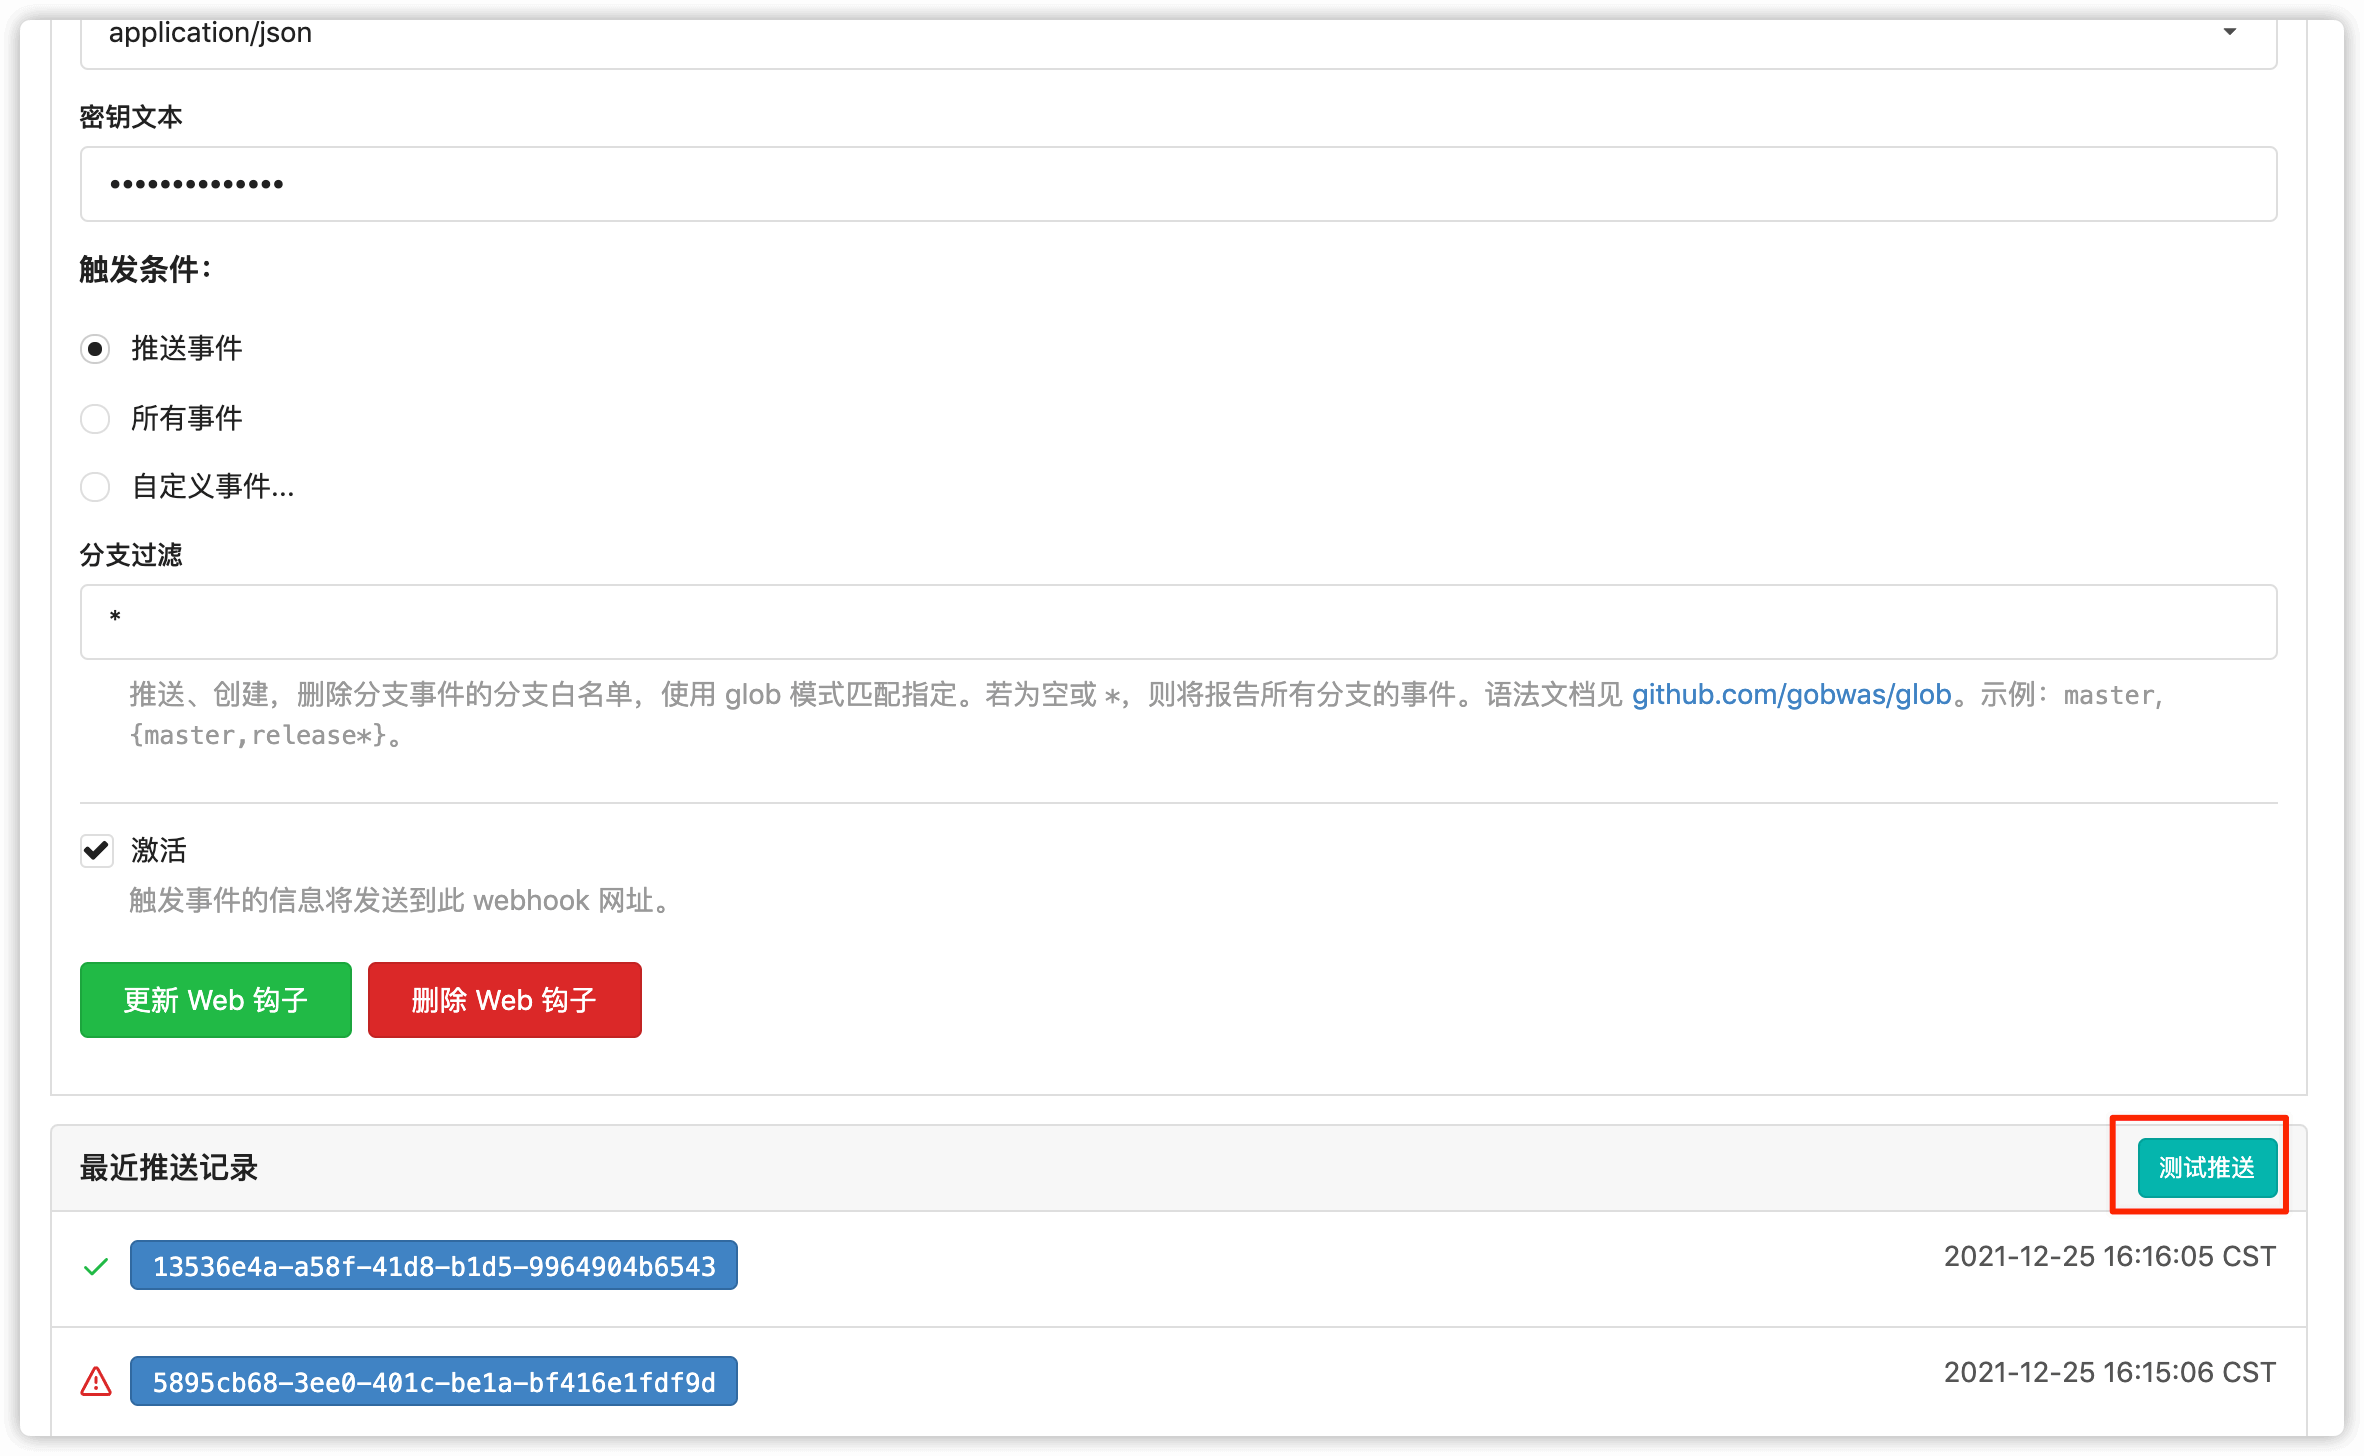 application/json
密钥文本
••••••••••••••
触发条件：
推送事件
所有事件
自定义事件...
分支过滤
*
推送、创建，删除分支事件的分支白名单，使用 glob 模式匹配指定。若为空或 *，则将报告所有分支的事件。语法文档见 github.com/gobwas/glob。示例：master，
{master,release*}。
激活
触发事件的信息将发送到此 webhook 网址。
更新 Web 钩子 删除 Web 钩子
最近推送记录 测试推送
13536e4a-a58f-41d8-b1d5-9964904b6543 2021-12-25 16:16:05 CST
5895cb68-3ee0-401c-be1a-bf416e1fdf9d 2021-12-25 16:15:06 CST